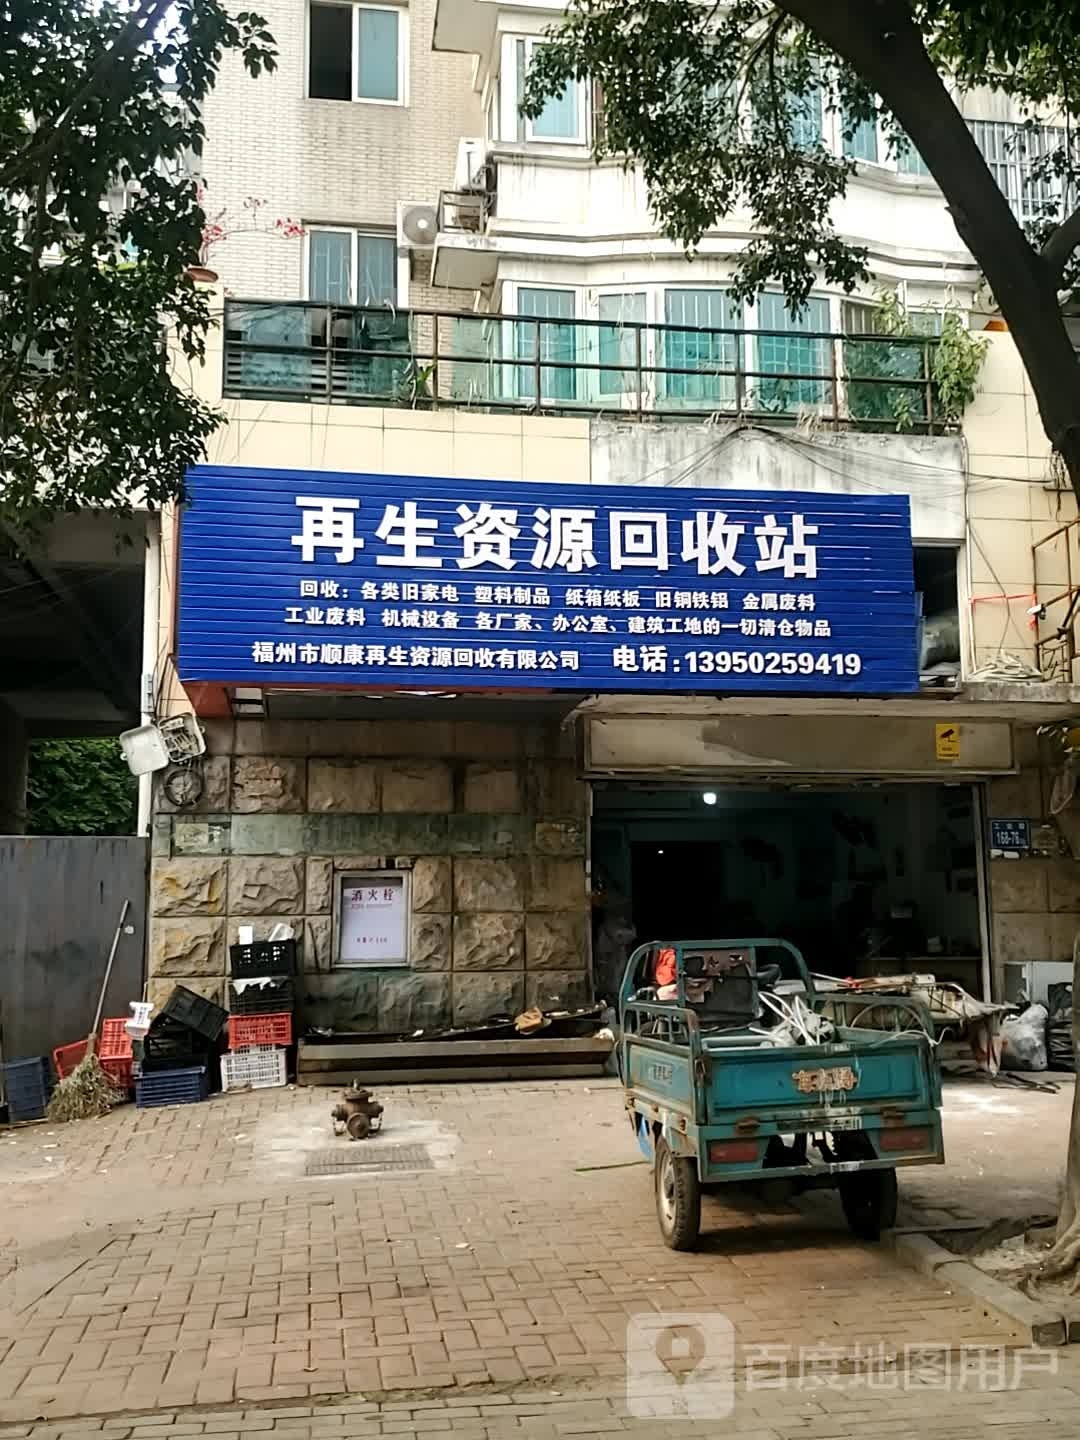 再生资源回收站
回收：各类旧家电 塑料制品 纸箱纸板 旧铜铁铝 金属废料
工业废料 机械设备 各厂家、办公室、建筑工地的一切清仓物品
福州市顺康再生资源回收有限公司 电话:13950259419
168-76
消火栓
百度地图用户